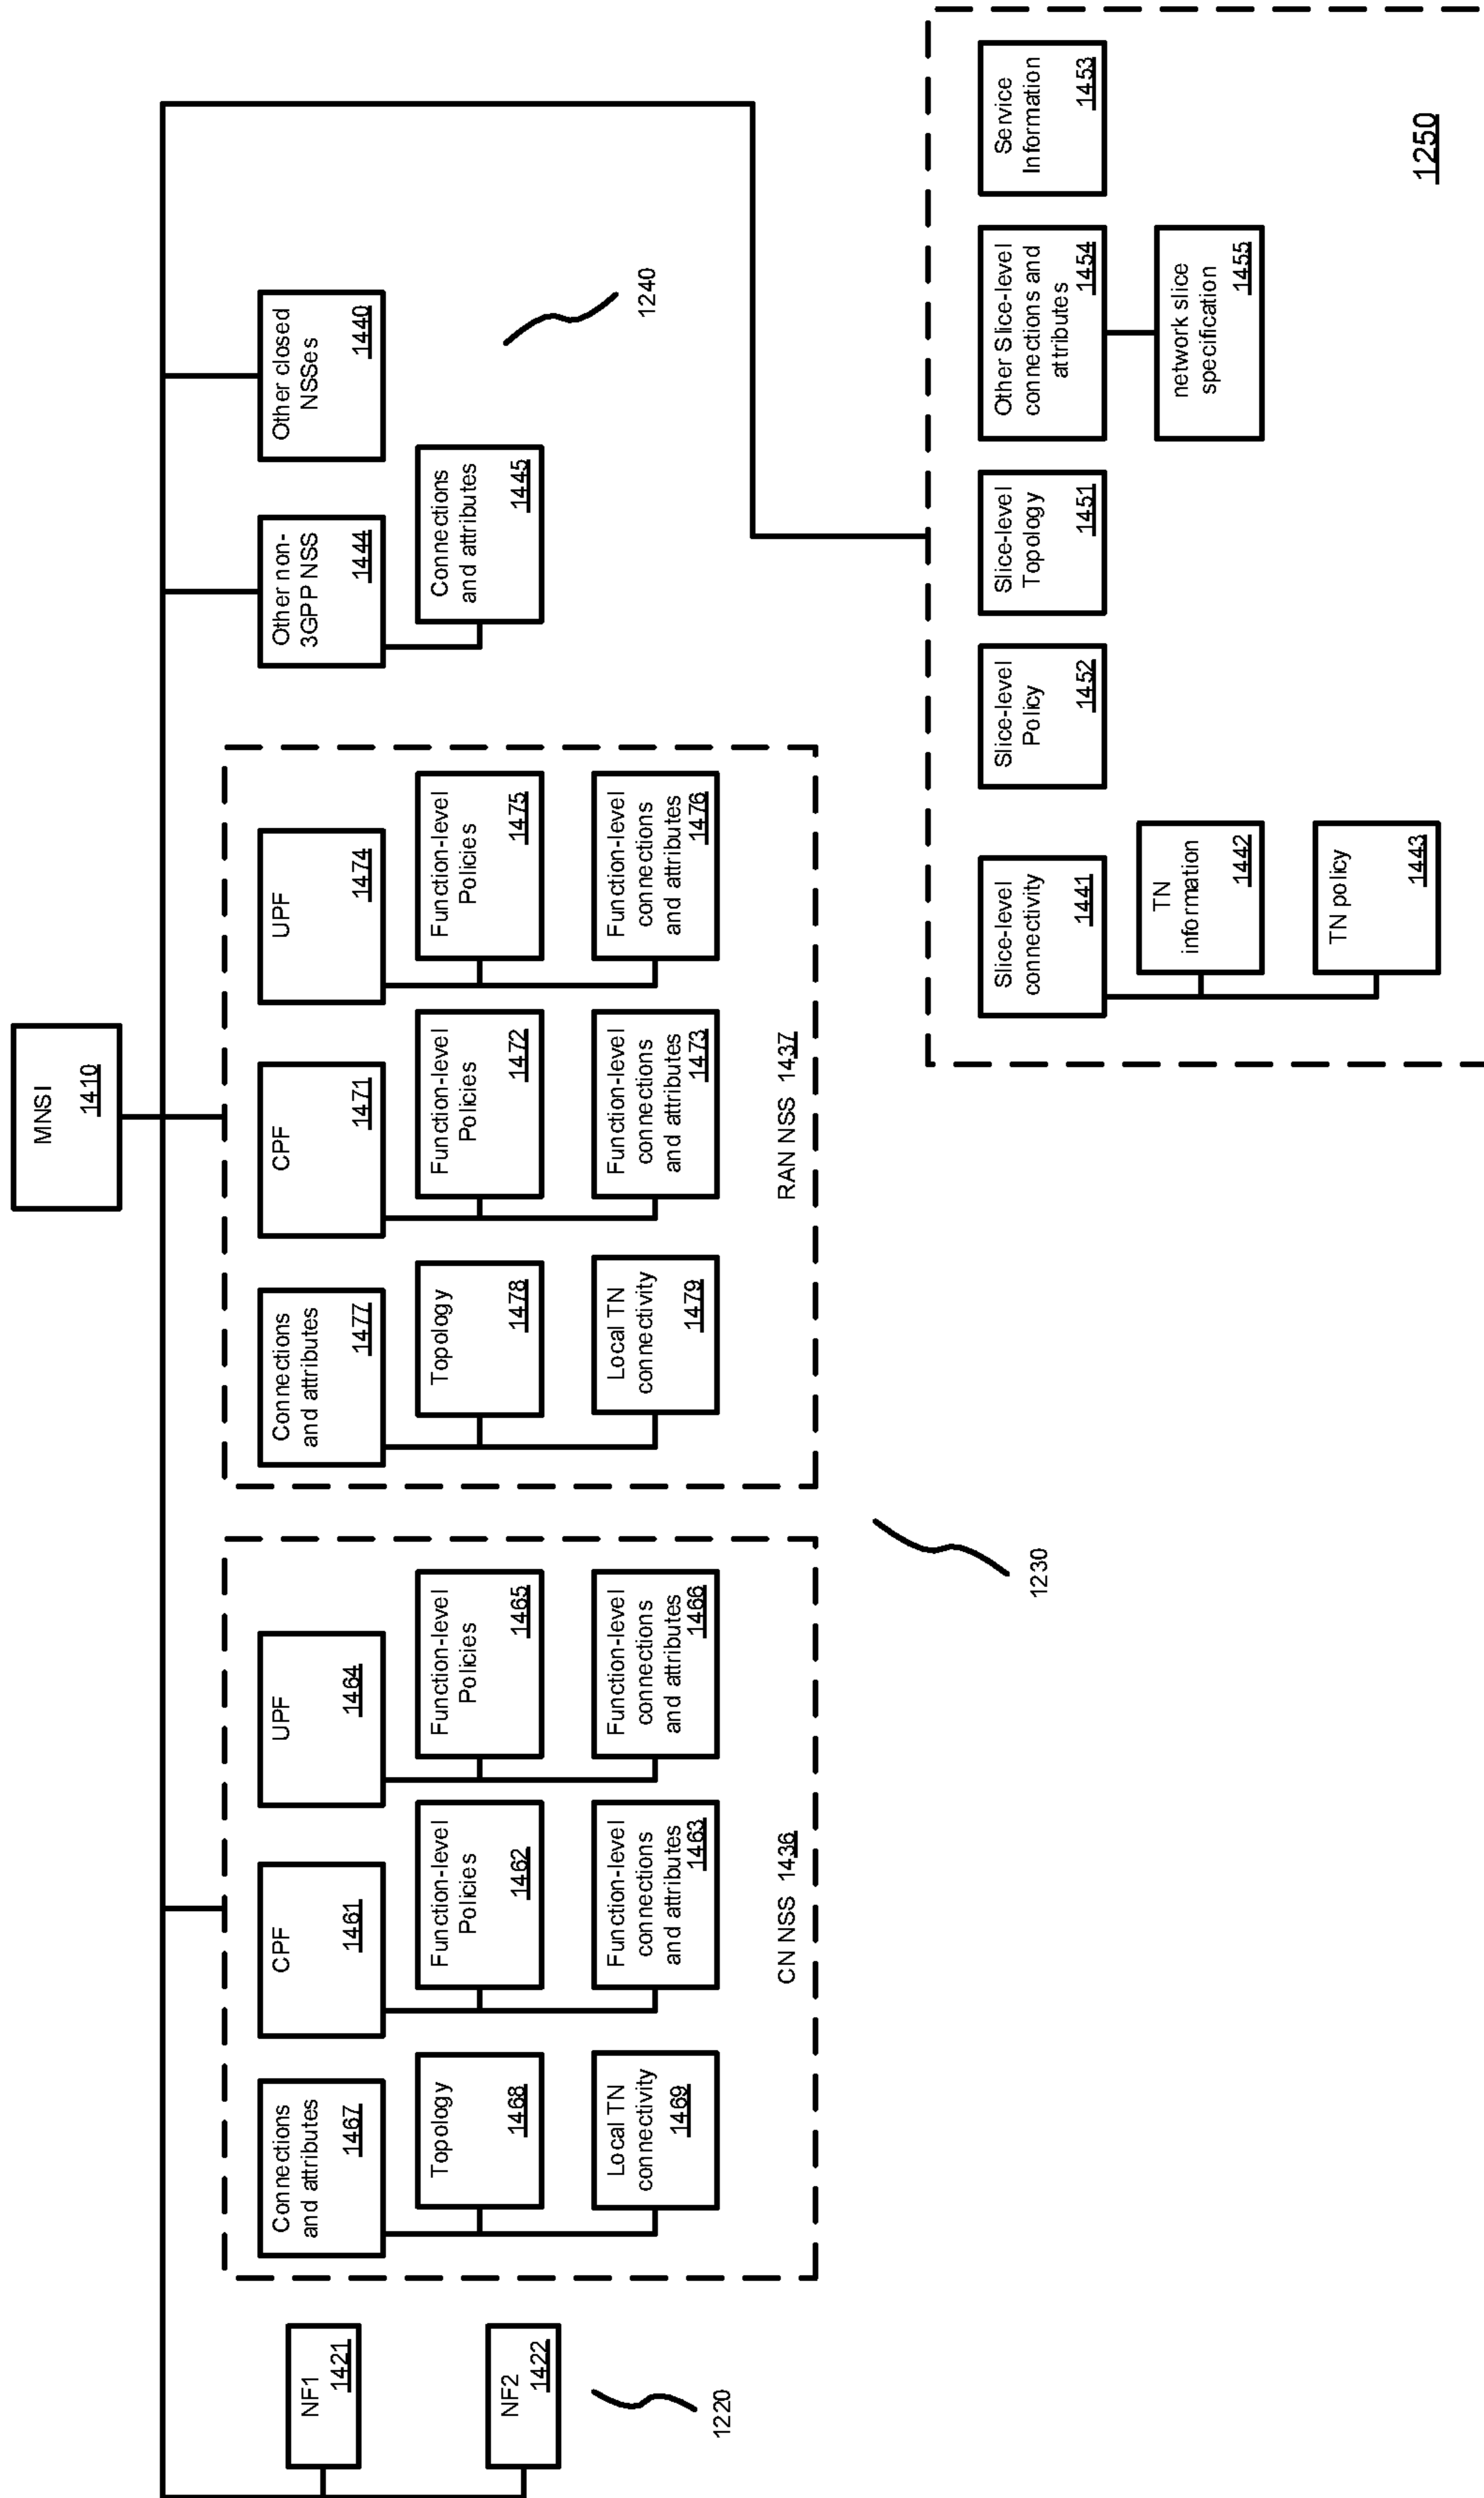 MNSI
1410
NF1
1421
NF2
1422
1220
Connections
and attributes
1467
Topology
1468
Local TN
connectivity
1469
CPF
1461
Function-level
Policies
1462
Function-level
connections
and attributes
1463
UPF
1464
Function-level
Policies
1465
Function-level
connections
and attributes
1466
CN NSS 1436
1230
Connections
and attributes
1477
Topology
1478
Local TN
connectivity
1479
CPF
1471
Function-level
Policies
1472
Function-level
connections
and attributes
1473
UPF
1474
Function-level
Policies
1475
Function-level
connections
and attributes
1476
RAN NSS 1437
Other non-
3GPP NSS
1444
Connections
and attributes
1445
Other closed
NSSes
1440
1240
Slice-level
connectivity
1441
TN
information
1442
TN policy
1443
Slice-level
Policy
1452
Slice-level
Topology
1451
Other Slice-level
connections and
attributes
1454
network slice
specification
1455
Service
Information
1453
1250